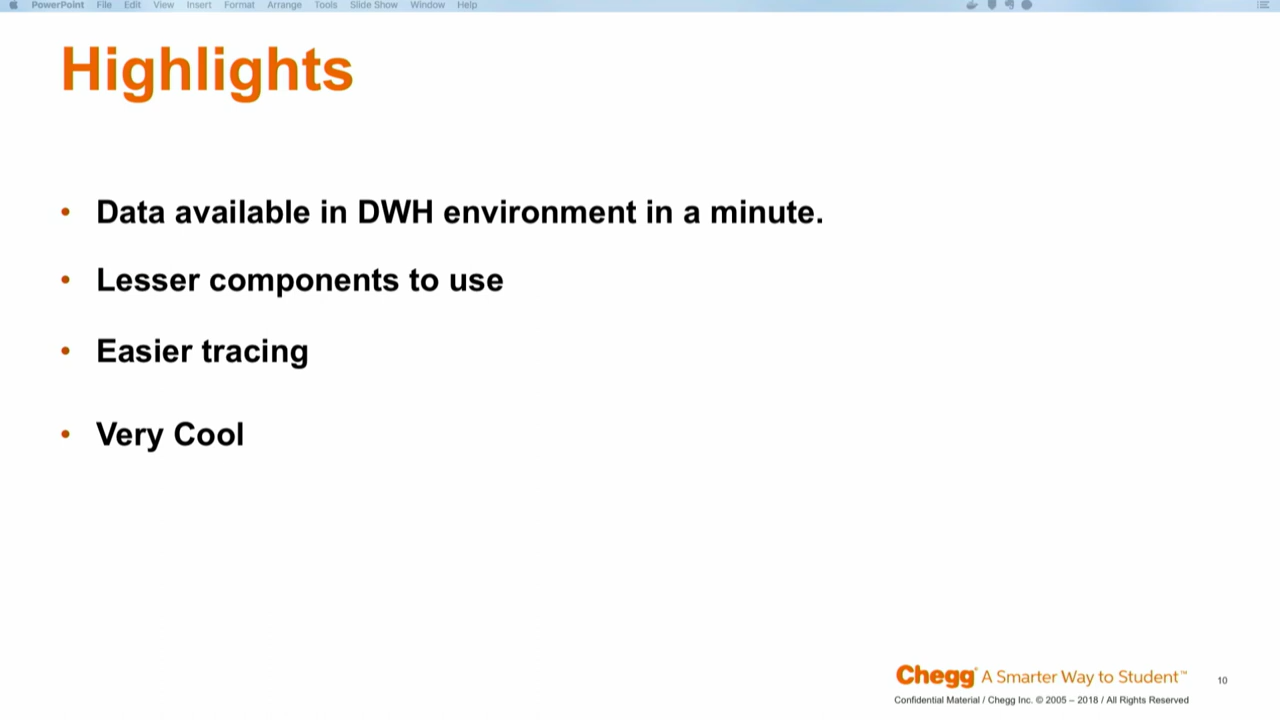 PowerPoint File Edit View Insert Format Arrange Tools Slide Show Window Help
Highlights
• Data available in DWH environment in a minute.
• Lesser components to use
• Easier tracing
• Very Cool
Chegg® A Smarter Way to Student™
10
Confidential Material / Chegg Inc. © 2005 – 2018 / All Rights Reserved